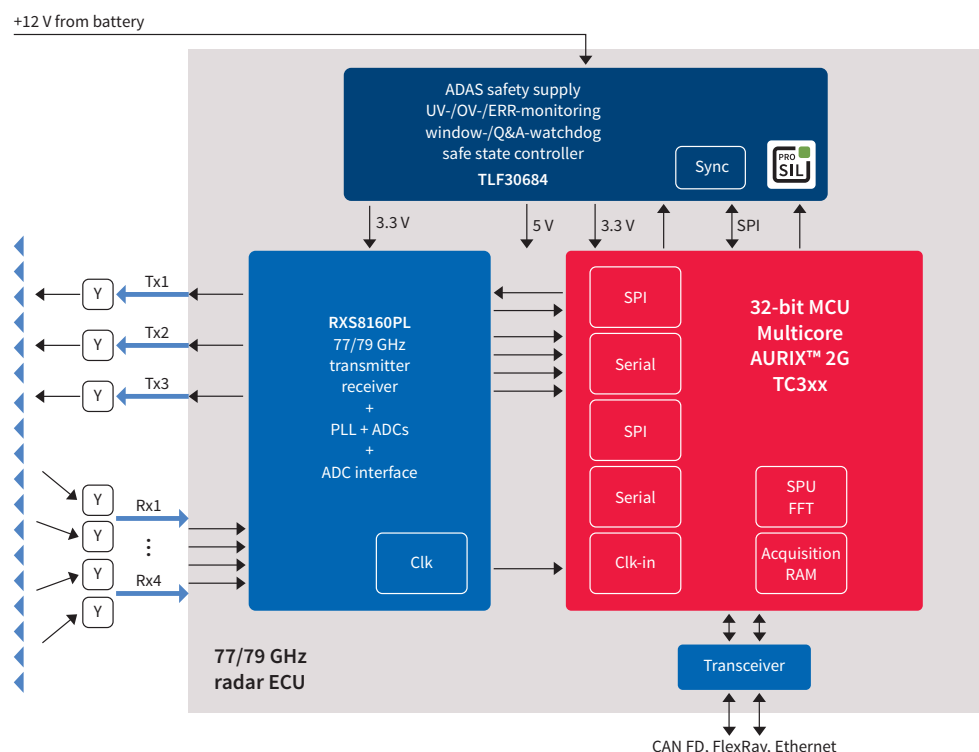 +12 V from battery
ADAS safety supply
UV-/OV-/ERR-monitoring
window-/Q&A-watchdog
safe state controller
TLF30684
Sync
PRO
SIL
3.3 V
5 V
3.3 V
SPI
Tx1
Y
Tx2
Y
Tx3
Y
RXS8160PL
77/79 GHz
transmitter
receiver
+
PLL + ADCs
+
ADC interface
Clk
SPI
Serial
SPI
Serial
Clk-in
32-bit MCU
Multicore
AURIX™ 2G
TC3xx
SPU
FFT
Acquisition
RAM
Y
Rx1
Y
⋮
Y
Rx4
Y
77/79 GHz
radar ECU
Transceiver
CAN FD, FlexRay, Ethernet